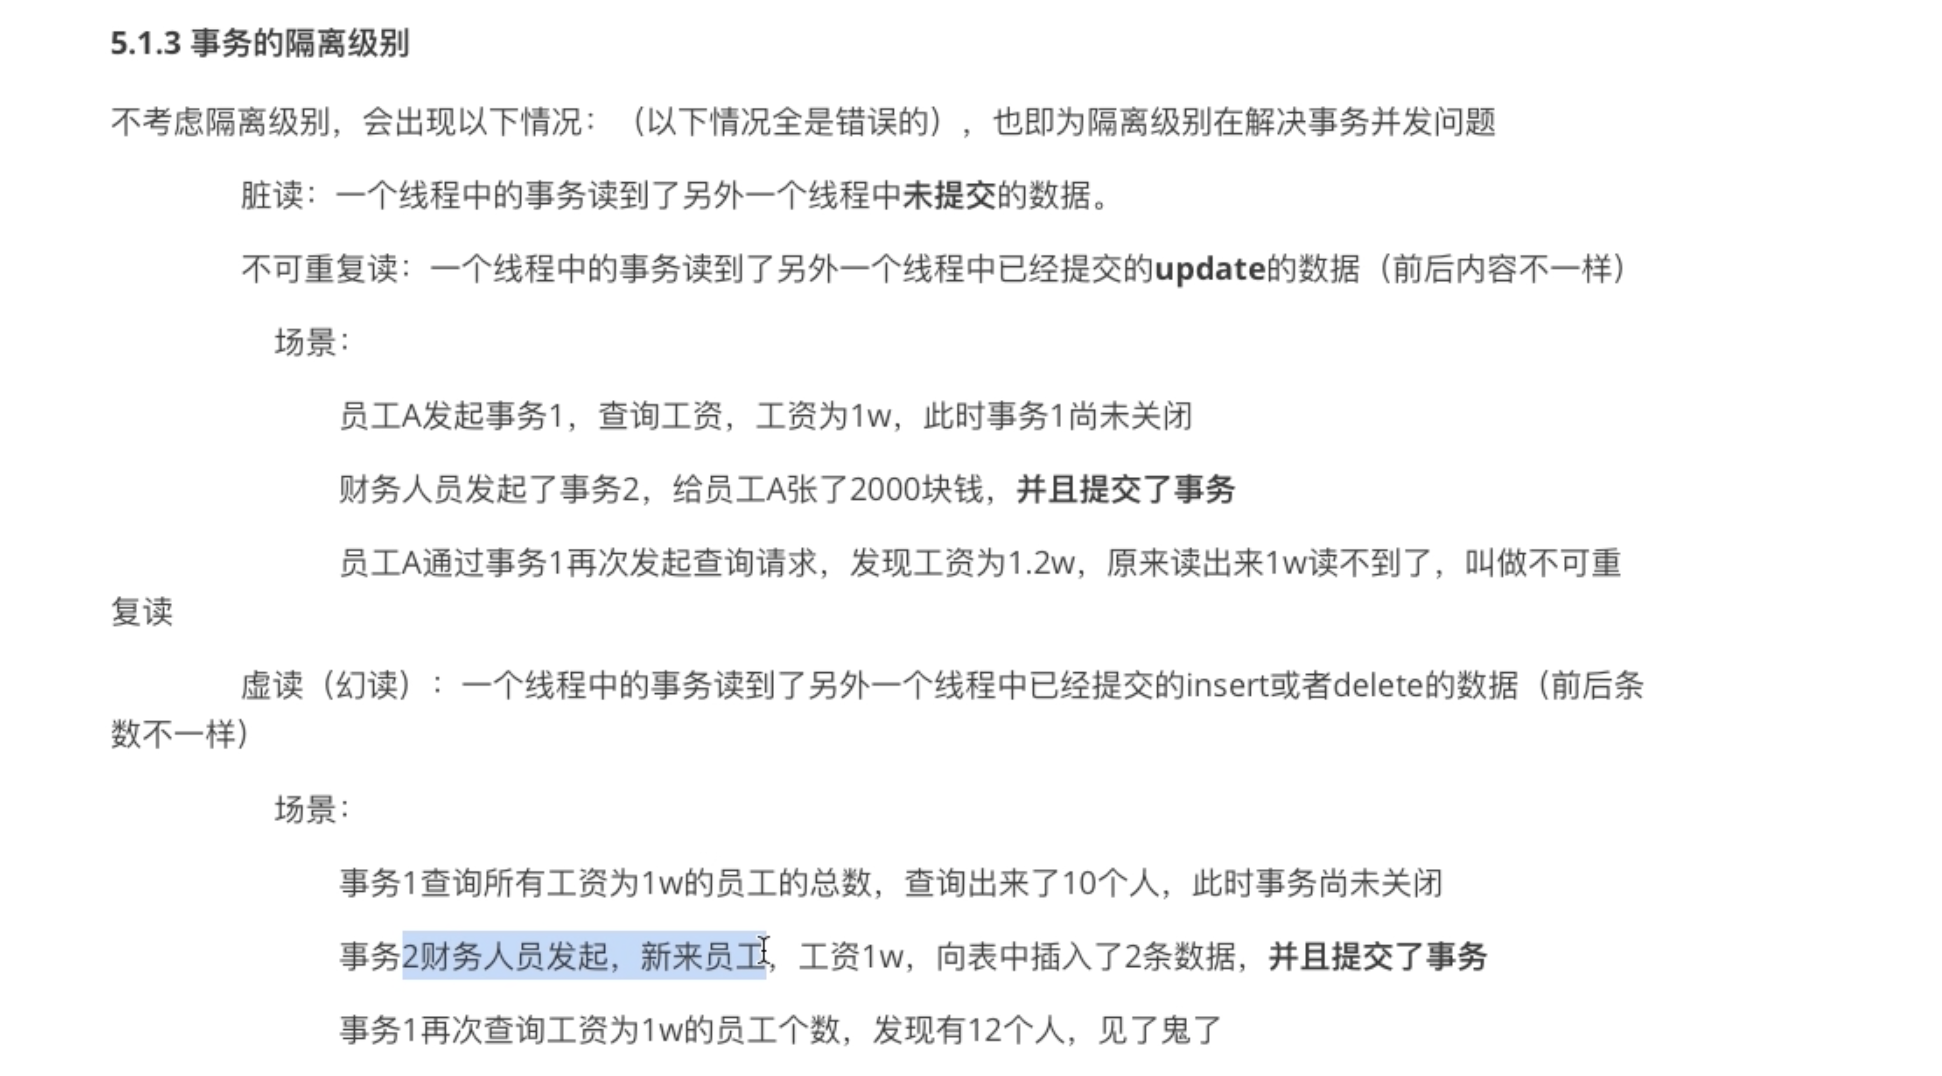 5.1.3 事务的隔离级别
不考虑隔离级别，会出现以下情况：（以下情况全是错误的），也即为隔离级别在解决事务并发问题
脏读：一个线程中的事务读到了另外一个线程中未提交的数据。
不可重复读：一个线程中的事务读到了另外一个线程中已经提交的update的数据（前后内容不一样）
场景：
员工A发起事务1，查询工资，工资为1w，此时事务1尚未关闭
财务人员发起了事务2，给员工A张了2000块钱，并且提交了事务
员工A通过事务1再次发起查询请求，发现工资为1.2w，原来读出来1w读不到了，叫做不可重
复读
虚读（幻读）：一个线程中的事务读到了另外一个线程中已经提交的insert或者delete的数据（前后条
数不一样）
场景：
事务1查询所有工资为1w的员工的总数，查询出来了10个人，此时事务尚未关闭
事务2财务人员发起，新来员工，工资1w，向表中插入了2条数据，并且提交了事务
事务1再次查询工资为1w的员工个数，发现有12个人，见了鬼了